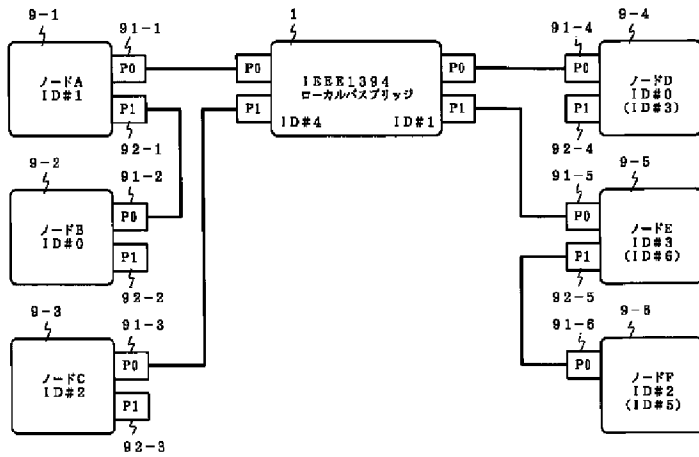 9-1
91-1
P0
ノードA
ID#1
P1
92-1
9-2
91-2
P0
ノードB
ID#0
P1
92-2
9-3
91-3
P0
ノードC
ID#2
P1
92-3
1
P0
IEEE1394
ローカルバスブリッジ
P0
P1
ID#4
ID#1
P1
91-4
9-4
P0
ノードD
ID#0
(ID#3)
P1
92-4
91-5
9-5
P0
ノードE
ID#3
(ID#6)
P1
92-5
91-6
9-6
P0
ノードF
ID#2
(ID#5)